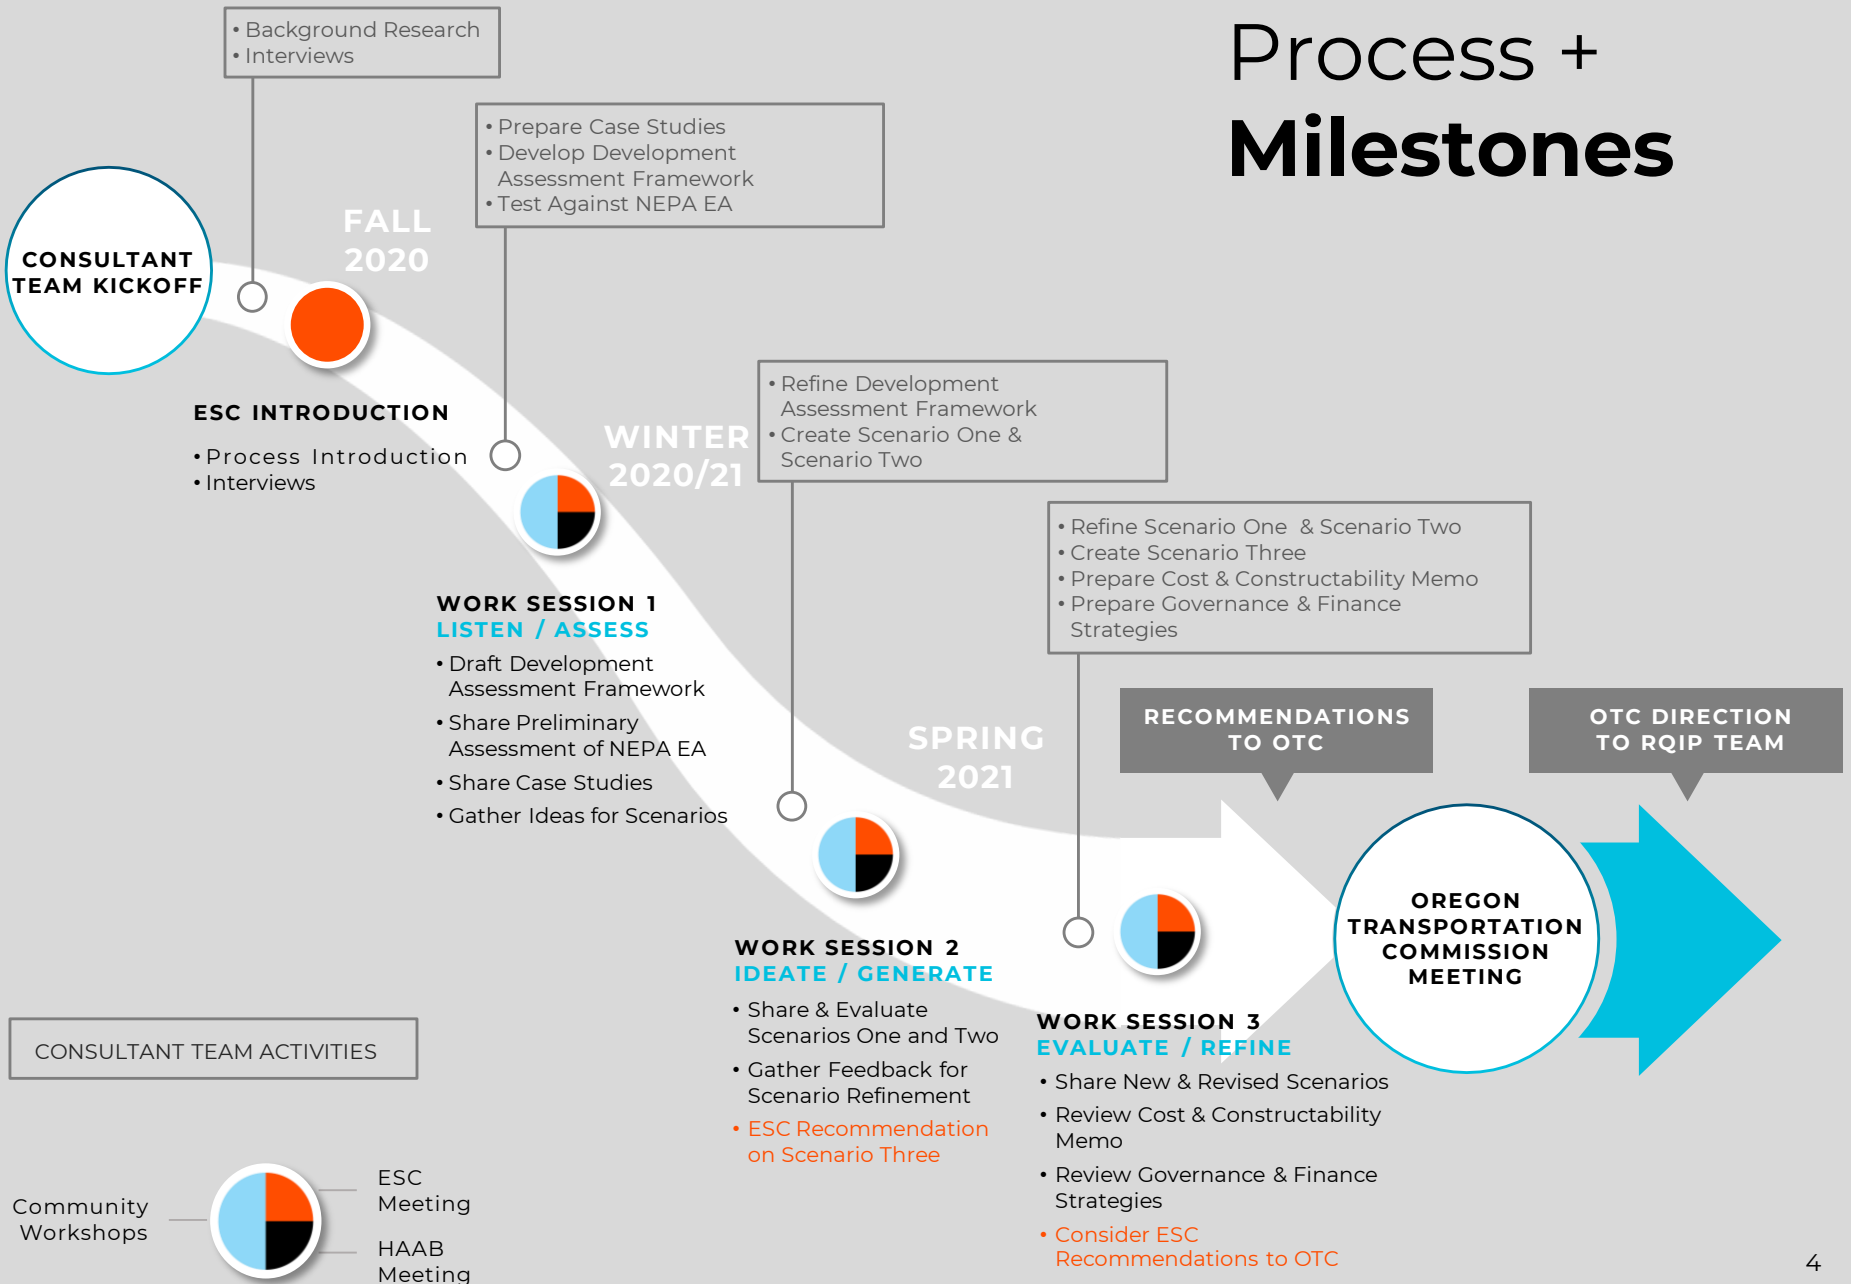 Process +
Milestones
• Background Research
• Interviews
• Prepare Case Studies
• Develop Development
Assessment Framework
• Test Against NEPA EA
CONSULTANT
TEAM KICKOFF
FALL
2020
ESC INTRODUCTION
• Process Introduction
• Interviews
WINTER
2020/21
• Refine Development
Assessment Framework
• Create Scenario One &
Scenario Two
WORK SESSION 1
LISTEN / ASSESS
• Draft Development
Assessment Framework
• Share Preliminary
Assessment of NEPA EA
• Share Case Studies
• Gather Ideas for Scenarios
• Refine Scenario One & Scenario Two
• Create Scenario Three
• Prepare Cost & Constructability Memo
• Prepare Governance & Finance
Strategies
SPRING
2021
RECOMMENDATIONS
TO OTC
OTC DIRECTION
TO RQIP TEAM
OREGON
TRANSPORTATION
COMMISSION
MEETING
WORK SESSION 2
IDEATE / GENERATE
• Share & Evaluate
Scenarios One and Two
• Gather Feedback for
Scenario Refinement
• ESC Recommendation
on Scenario Three
WORK SESSION 3
EVALUATE / REFINE
• Share New & Revised Scenarios
• Review Cost & Constructability
Memo
• Review Governance & Finance
Strategies
• Consider ESC
Recommendations to OTC
CONSULTANT TEAM ACTIVITIES
Community
Workshops
ESC
Meeting
HAAB
Meeting
4